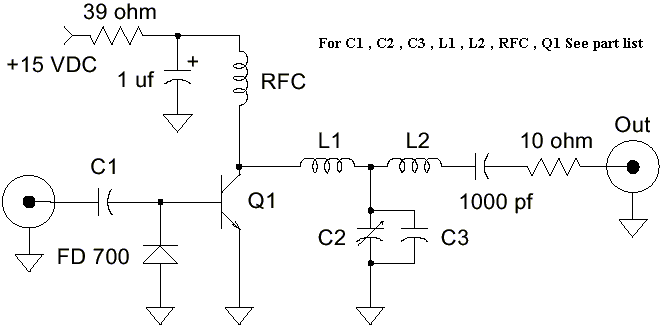 39 ohm
For C1 , C2 , C3 , L1 , L2 , RFC , Q1 See part list
+15 VDC
1 uf
+
RFC
L1
L2
10 ohm
Out
C1
Q1
1000 pf
FD 700
C2
C3